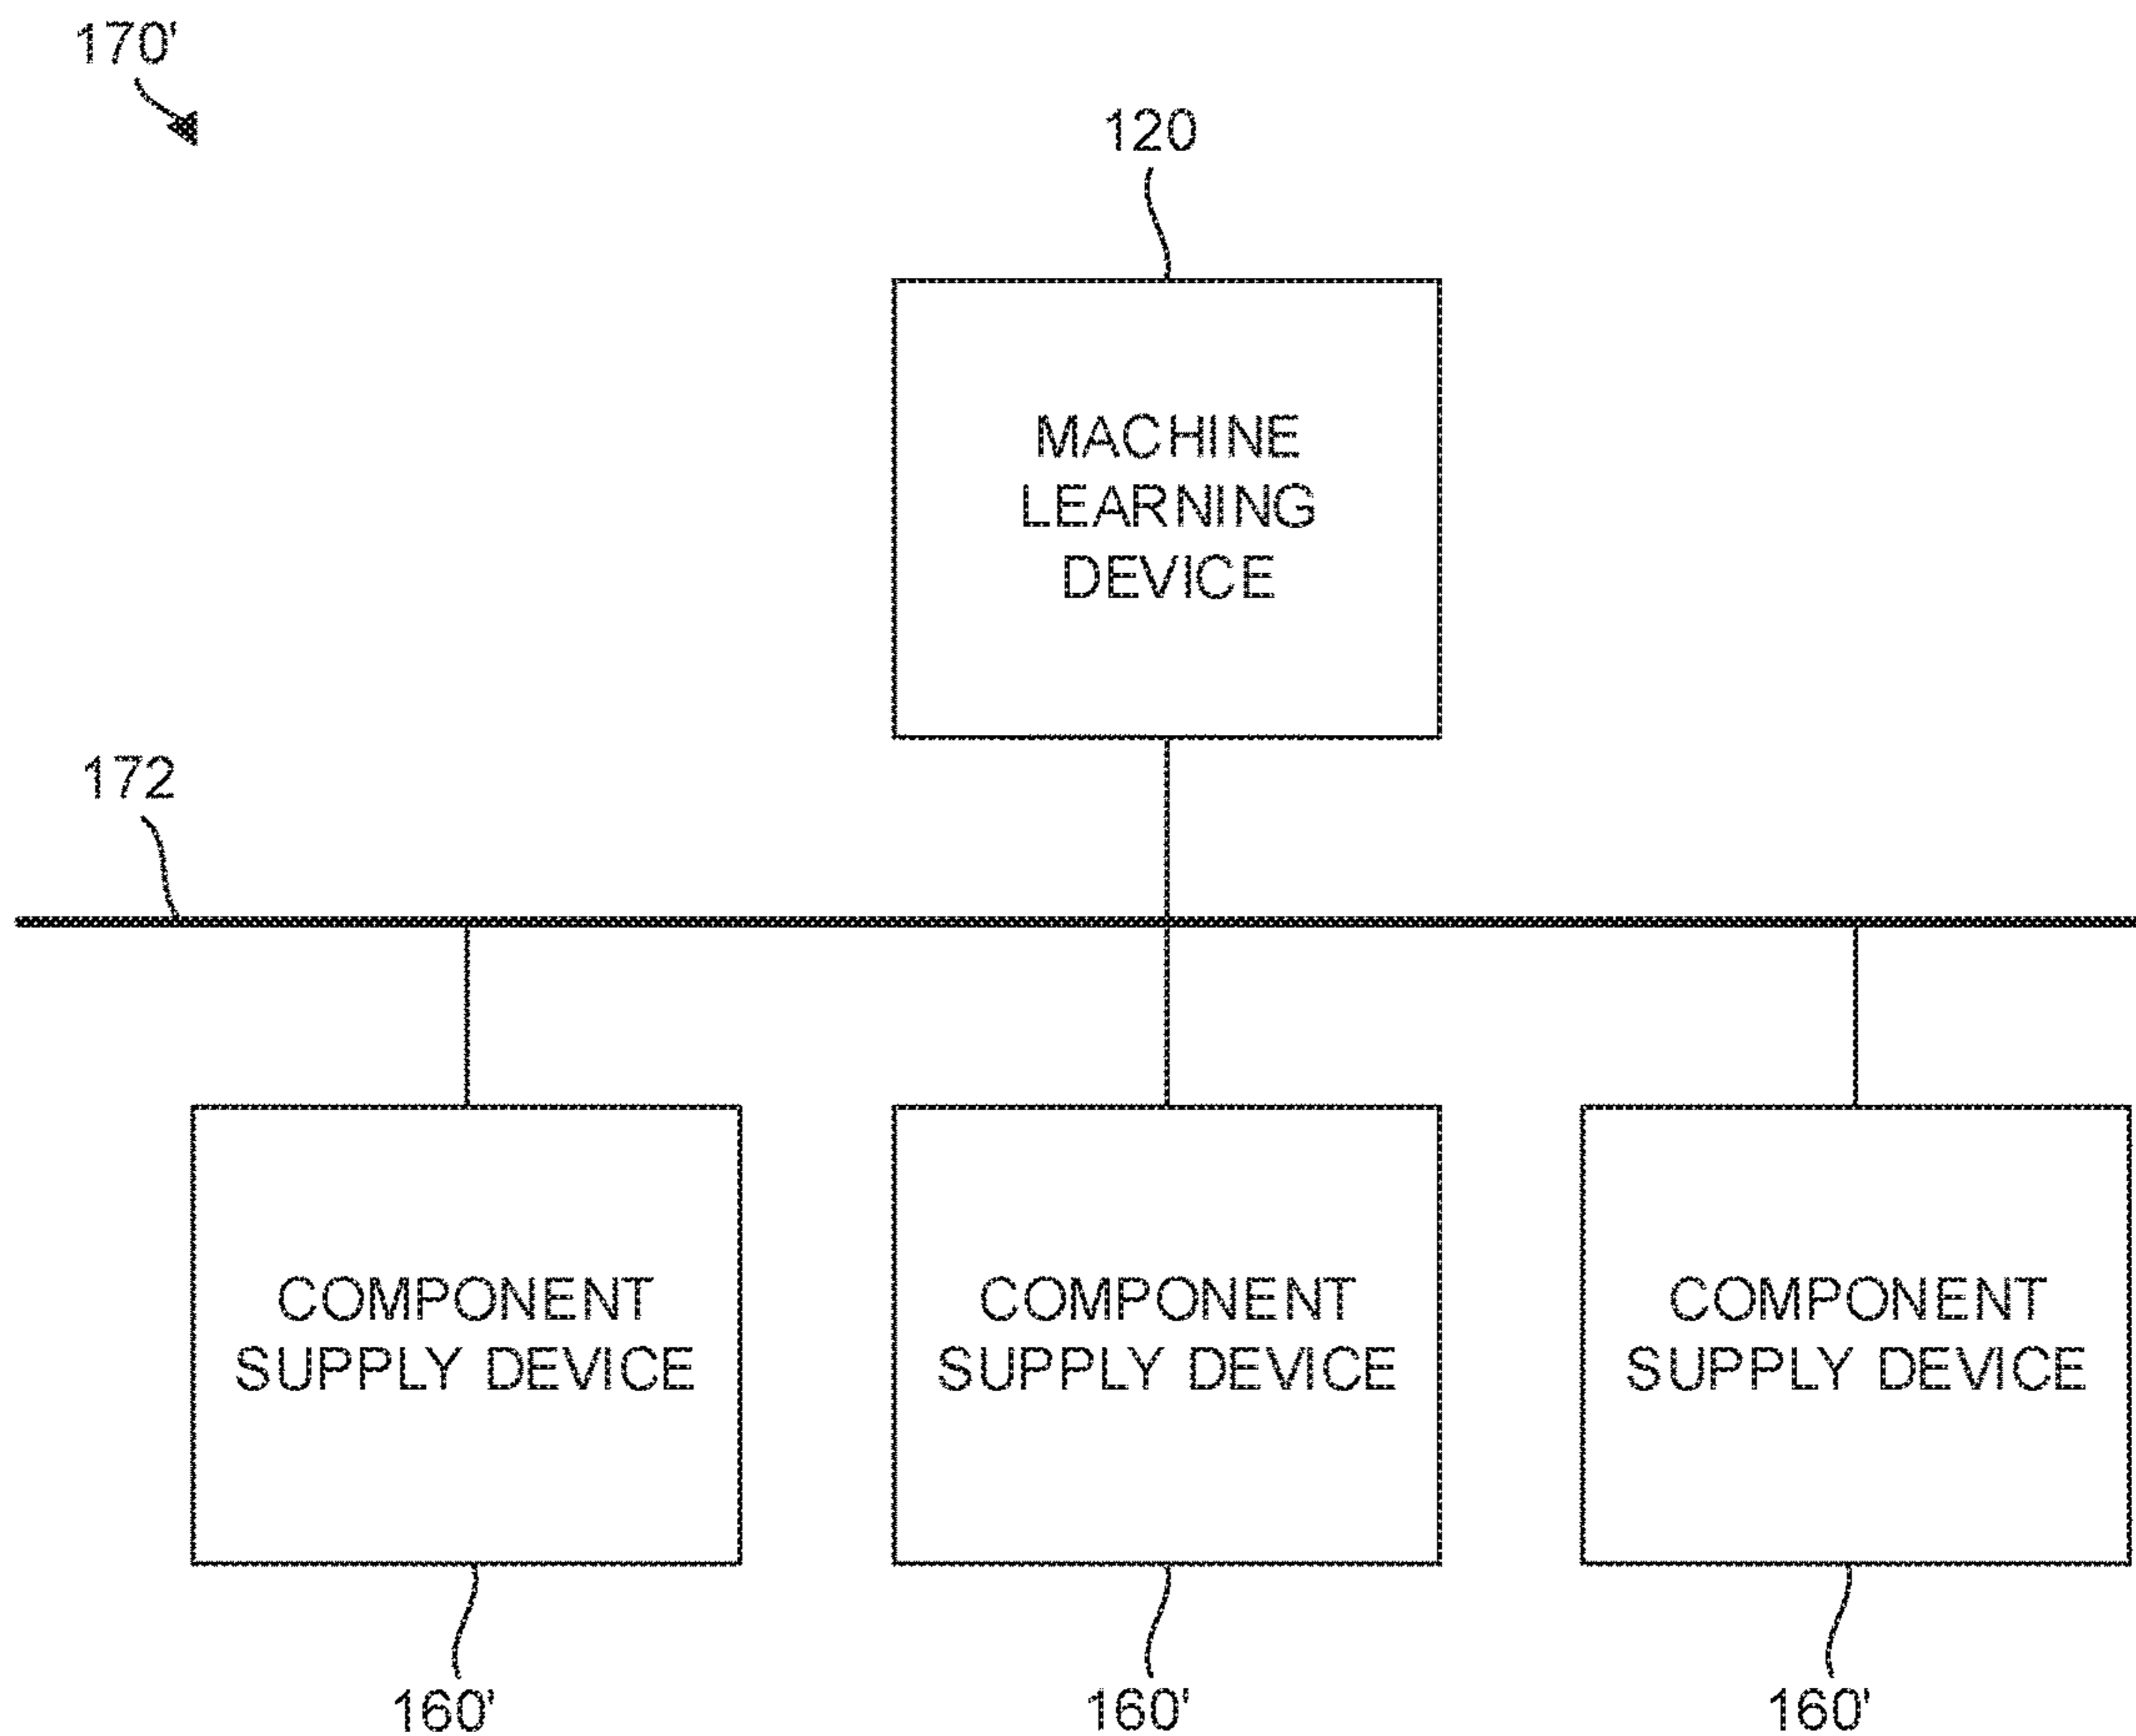 170'
120
MACHINE
LEARNING
DEVICE
172
COMPONENT
SUPPLY DEVICE
COMPONENT
SUPPLY DEVICE
COMPONENT
SUPPLY DEVICE
160'
160'
160'